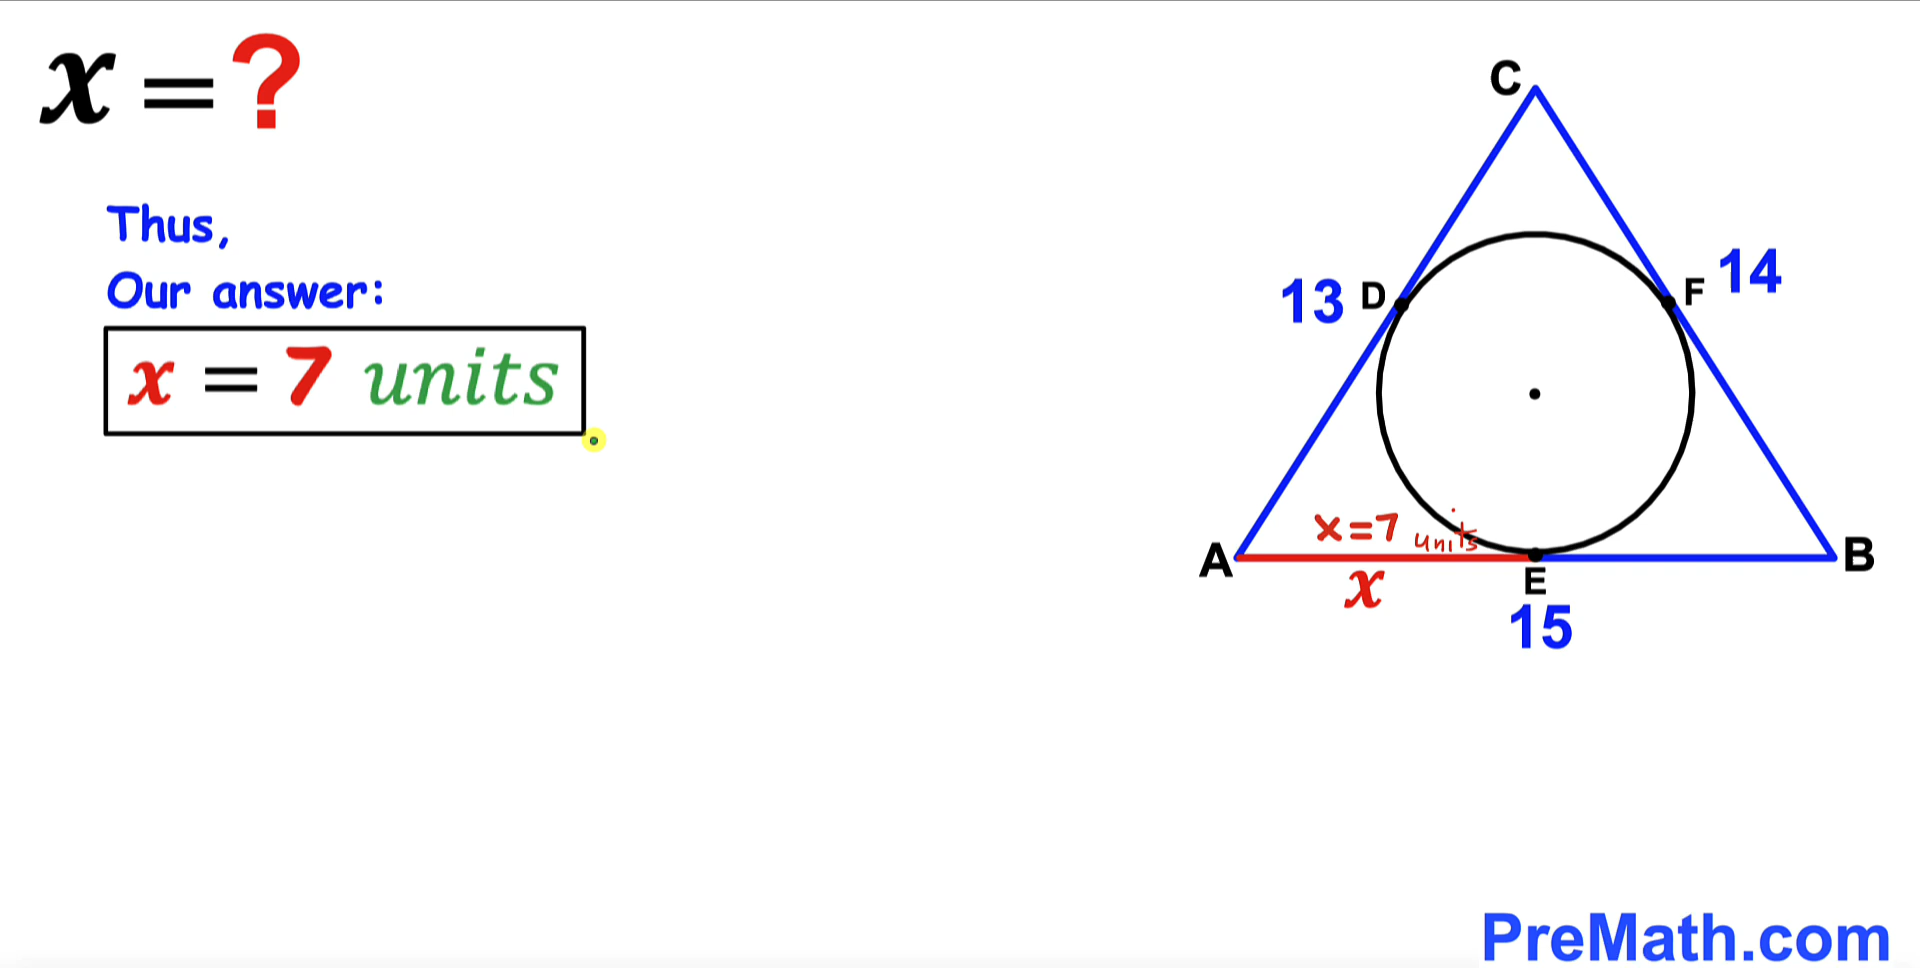 x = ?
Thus,
Our answer:
x = 7 units
C
13 D
F 14
x = 7 units
A
B
x
E
15
PreMath.com